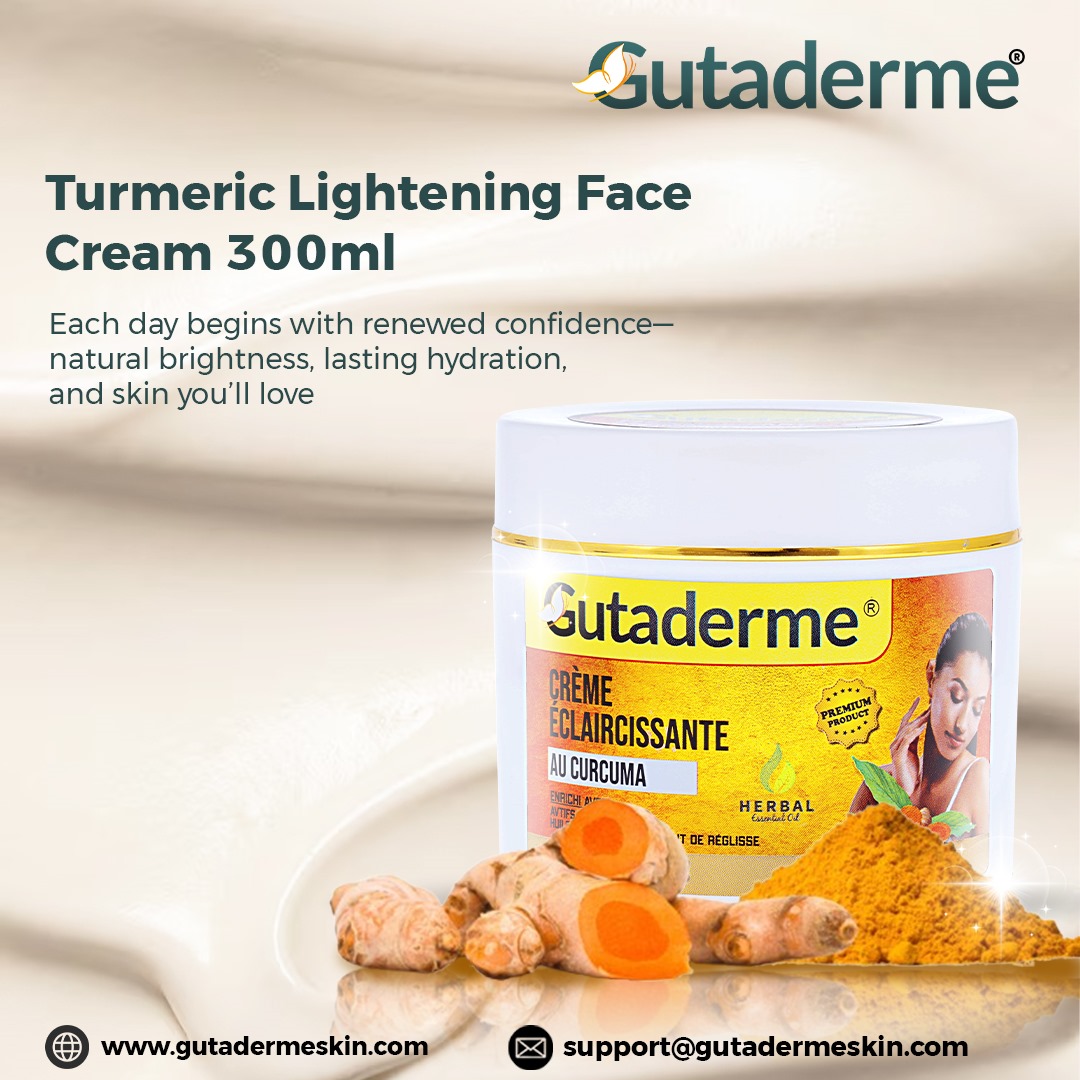 Gutaderme®
Turmeric Lightening Face
Cream 300ml
Each day begins with renewed confidence—
natural brightness, lasting hydration,
and skin you’ll love
Gutaderme®
CRÈME
ÉCLAIRCISSANTE
AU CURCUMA
PREMIUM
PRODUCT
HERBAL
Essential Oil
ENRICHI
DE RÉGLISSE
www.gutadermeskin.com
support@gutadermeskin.com